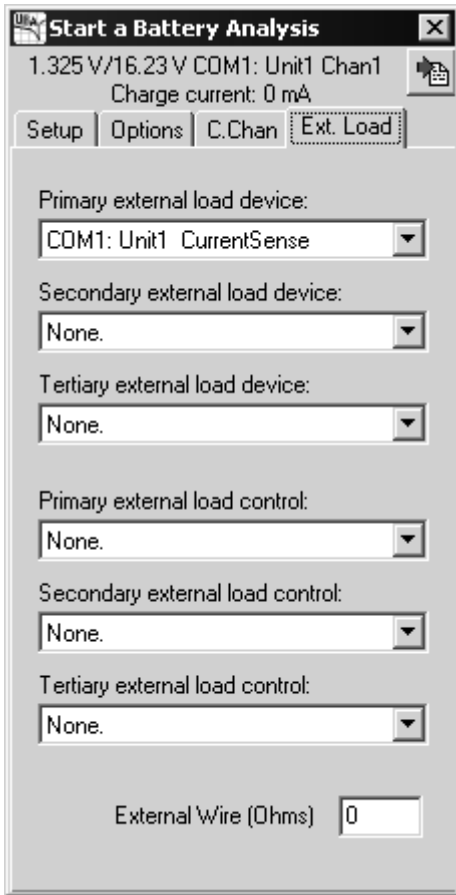 UBA Start a Battery Analysis
1.325 V/16.23 V COM1: Unit1 Chan1
Charge current: 0 mA
Setup Options C.Chan Ext. Load
Primary external load device:
COM1: Unit1 CurrentSense
Secondary external load device:
None.
Tertiary external load device:
None.
Primary external load control:
None.
Secondary external load control:
None.
Tertiary external load control:
None.
External Wire (Ohms) 0